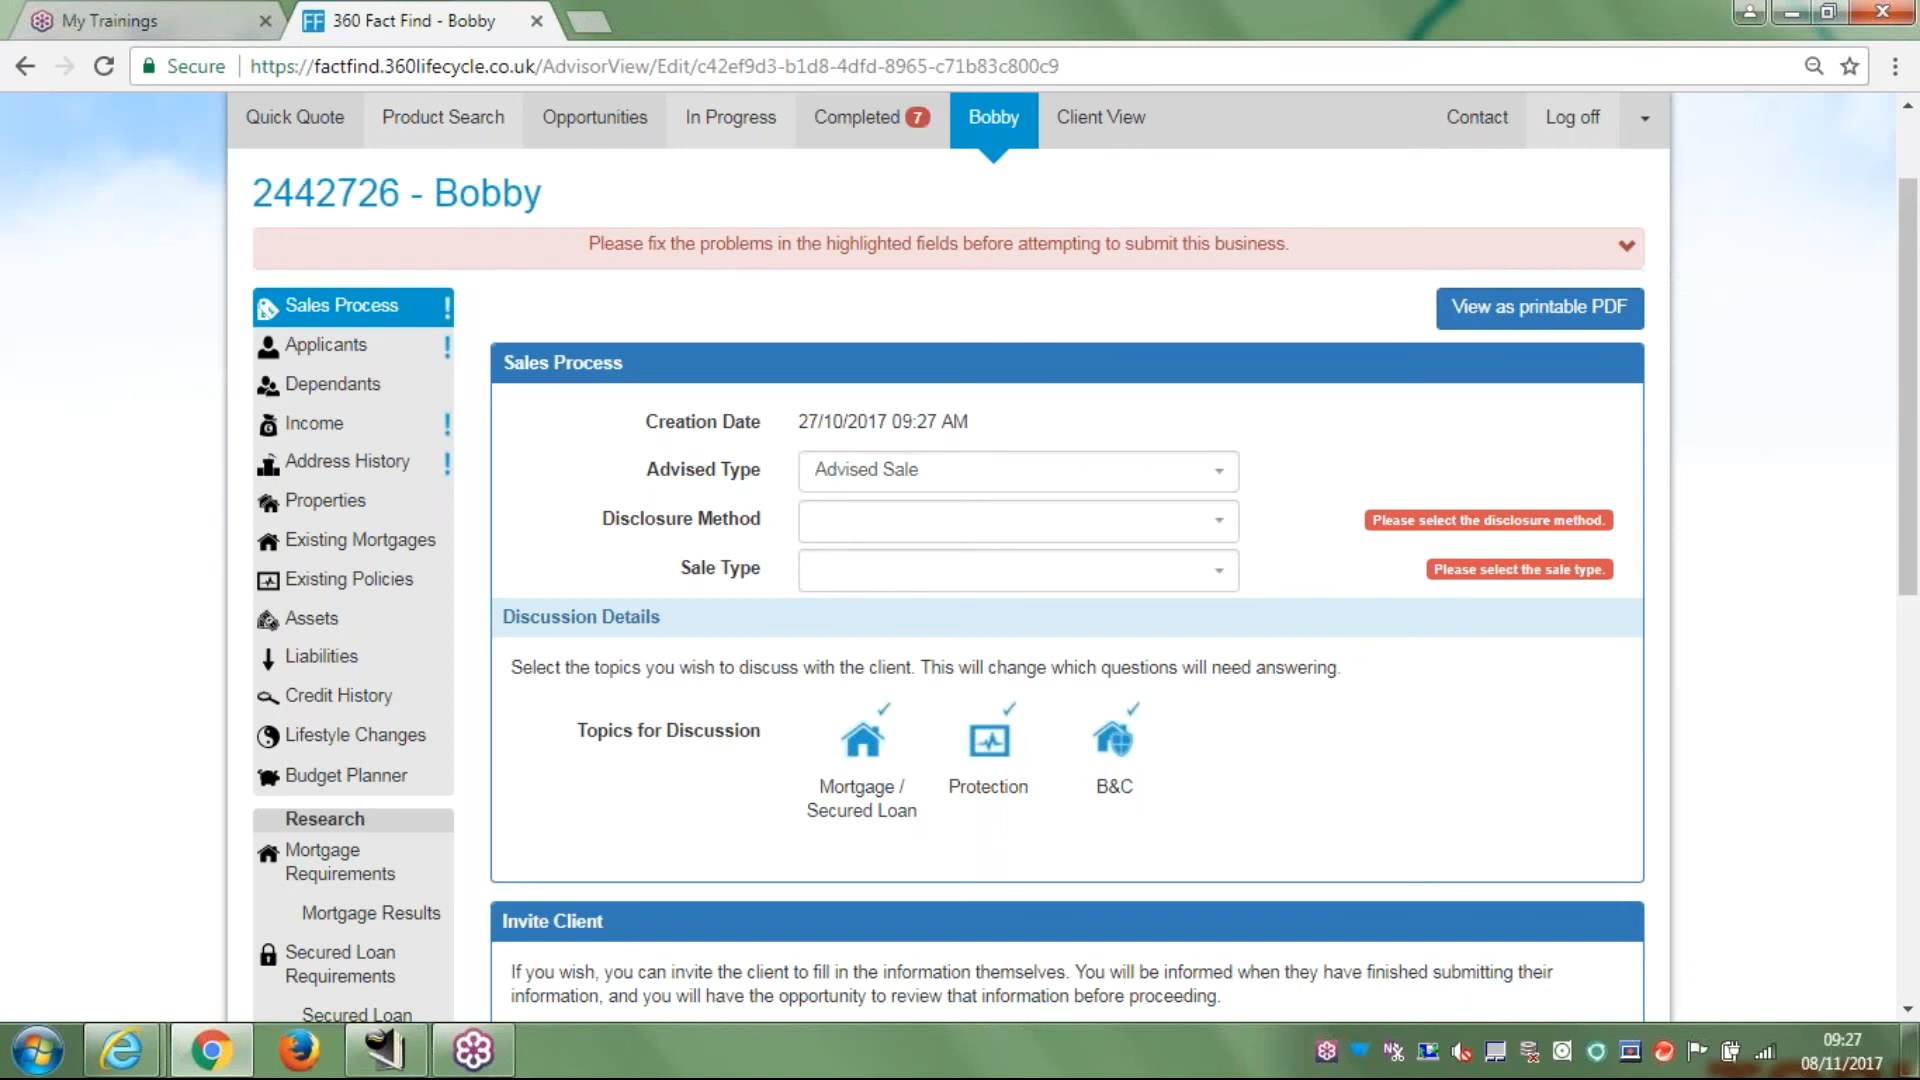 My Trainings
FF 360 Fact Find - Bobby
Secure https://factfind.360lifecycle.co.uk/AdvisorView/Edit/c42ef9d3-b1d8-4dfd-8965-c71b83c800c9
Quick Quote Product Search Opportunities In Progress Completed 7 Bobby Client View Contact Log off
2442726 - Bobby
Please fix the problems in the highlighted fields before attempting to submit this business.
Sales Process !
View as printable PDF
Applicants !
Dependants
Income !
Address History !
Properties
Existing Mortgages
Existing Policies
Assets
Liabilities
Credit History
Lifestyle Changes
Budget Planner
Research
Mortgage
Requirements
Mortgage Results
Secured Loan
Requirements
Secured Loan
Sales Process
Creation Date 27/10/2017 09:27 AM
Advised Type Advised Sale
Disclosure Method Please select the disclosure method.
Sale Type Please select the sale type.
Discussion Details
Select the topics you wish to discuss with the client. This will change which questions will need answering.
Topics for Discussion
Mortgage /
Secured Loan
Protection
B&C
Invite Client
If you wish, you can invite the client to fill in the information themselves. You will be informed when they have finished submitting their
information, and you will have the opportunity to review that information before proceeding.
09:27
08/11/2017